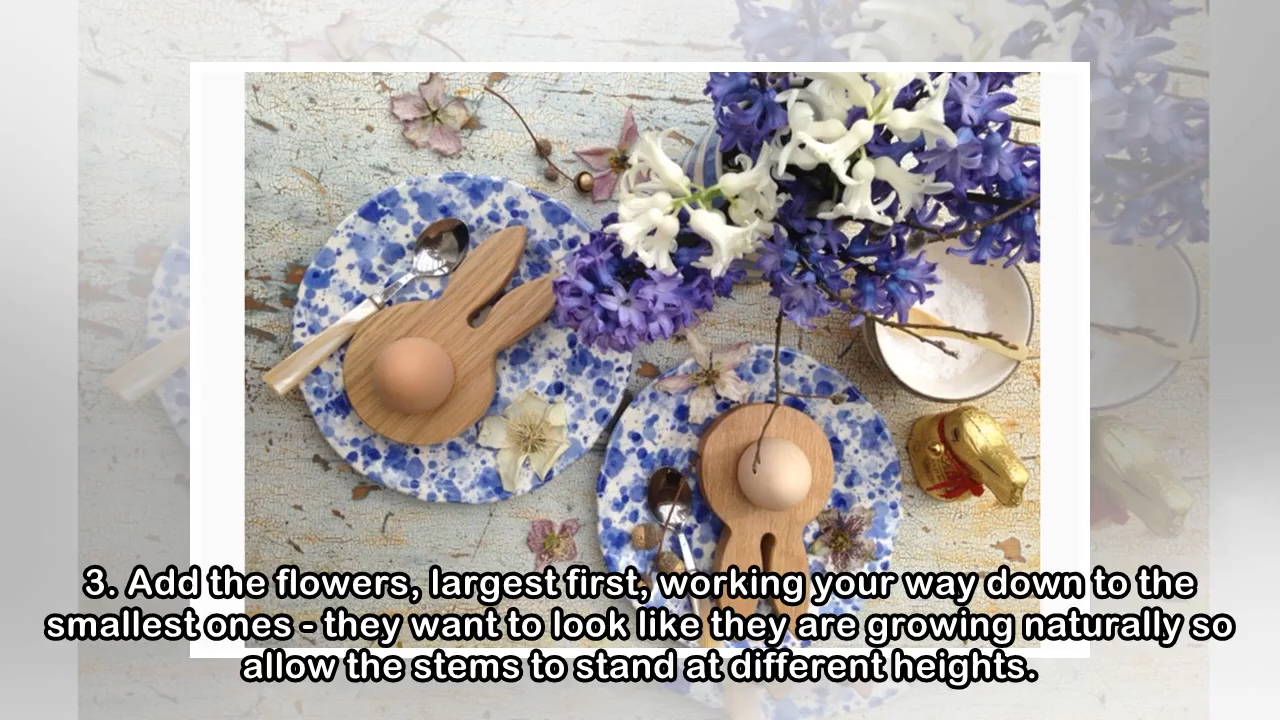 3. Add the flowers, largest first, working your way down to the
smallest ones - they want to look like they are growing naturally so
allow the stems to stand at different heights.